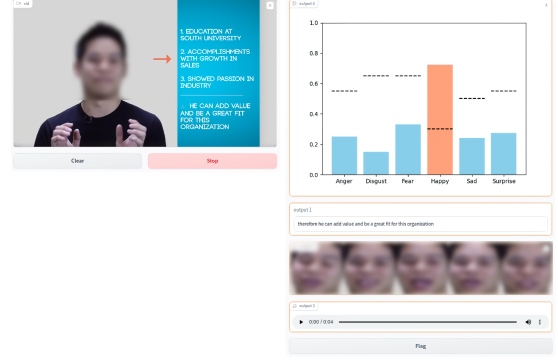 vid
1. EDUCATION AT
SOUTH UNIVERSITY
2. ACCOMPLISHMENTS
WITH GROWTH IN
SALES
3. SHOWED PASSION IN
INDUSTRY
HE CAN ADD VALUE
AND BE A GREAT FIT
FOR THIS
ORGANIZATION
Clear
Stop
output 0
1.0
0.8
0.6
0.4
0.2
0.0
Anger Disgust Fear Happy Sad Surprise
output 1
therefore he can add value and be a great fit for this organization
output 3
0:00 / 0:04
Flag